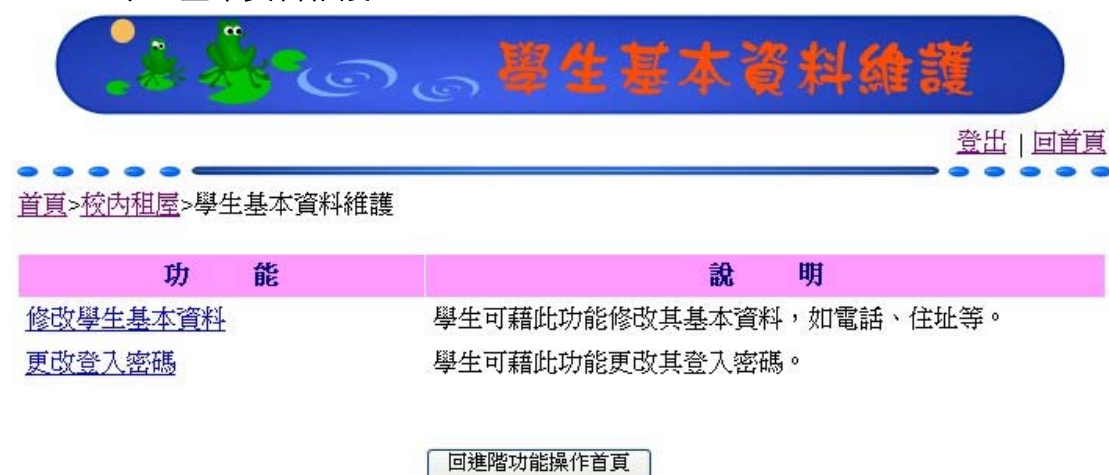 學生基本資料維護
登出 | 回首頁
首頁>校內租屋>學生基本資料維護
功 能 說 明
修改學生基本資料 學生可藉此功能修改其基本資料，如電話、住址等。
更改登入密碼 學生可藉此功能更改其登入密碼。
回進階功能操作首頁